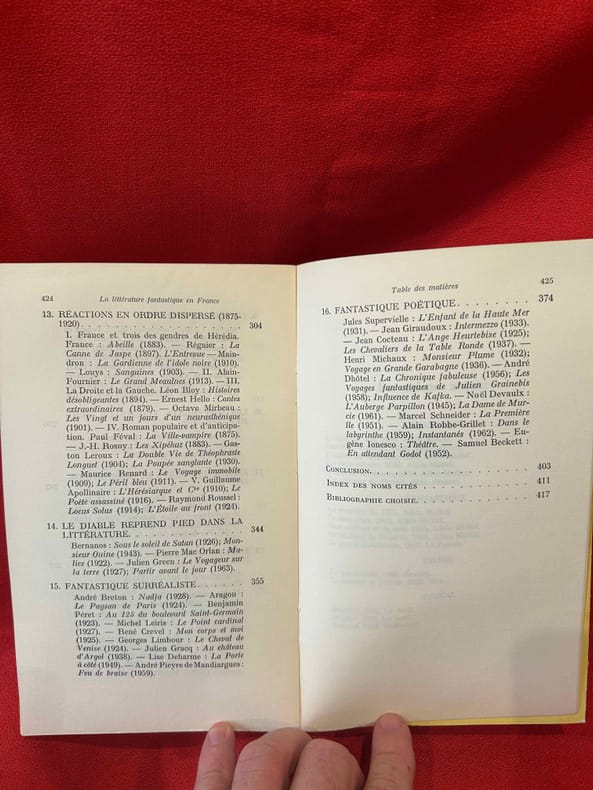 424 La littérature fantastique en France
13. RÉACTIONS EN ORDRE DISPERSÉ (1875-
1920). . . . . . . . . . . . . . . . 304
I. France et trois des gendres de Hérédia.
France : Abeille (1883). — Régnier : La
Canne de Jaspe (1897). L'Entrevue — Main-
dron : La Gardienne de l'idole noire (1910).
— Louys : Sanguines (1903). — II. Alain-
Fournier : Le Grand Meaulnes (1913). — III.
La Droite et la Gauche. Léon Bloy : Histoires
désobligeantes (1894). — Ernest Hello : Contes
extraordinaires (1879). — Octave Mirbeau :
Les Vingt et un jours d'un neurasthénique
(1901). — IV. Roman populaire et d'anticipa-
tion. Paul Féval : La Ville-vampire (1875).
— J.-H. Rosny : Les Xipéhuz (1887). — Gas-
ton Leroux : La Double Vie de Théophraste
Longuet (1904); La Poupée sanglante (1930).
— Maurice Renard : Le Voyage immobile
(1909); Le Péril bleu (1911). — V. Guillaume
Apollinaire : L'Hérésiarque et Cie (1910); Le
Poète assassiné (1916). — Raymond Roussel :
Locus Solus (1914); L'Étoile au front (1924).
14. LE DIABLE REPREND PIED DANS LA
LITTÉRATURE. . . . . . . . . . . . 344
Bernanos : Sous le soleil de Satan (1926); Mon-
sieur Ouine (1943). — Pierre Mac Orlan : Ma-
lice (1922). — Julien Green : Le Voyageur sur
la terre (1927); Partir avant le jour (1963).
15. FANTASTIQUE SURRÉALISTE. . . . . . 355
André Breton : Nadja (1928). — Aragon :
Le Paysan de Paris (1924). — Benjamin
Péret : Au 125 du boulevard Saint-Germain
(1923). — Michel Leiris : Le Point cardinal
(1927). — René Crevel : Mon corps et moi
(1925). — Georges Limbour : Le Cheval de
Venise (1924). — Julien Gracq : Au château
d'Argol (1938). — Lise Deharme : La Porte
à côté (1949). — André Pieyre de Mandiargues :
Feu de braise (1959).
Table des matières 425
16. FANTASTIQUE POÉTIQUE. . . . . . . . 374
Jules Supervielle : L'Enfant de la Haute Mer
(1931). — Jean Giraudoux : Intermezzo (1933).
— Jean Cocteau : L'Ange Heurtebise (1925);
Les Chevaliers de la Table Ronde (1937). —
Henri Michaux : Monsieur Plume (1932);
Voyage en Grande Garabagne (1936). — André
Dhôtel : La Chronique fabuleuse (1956); Les
Voyages fantastiques de Julien Grainebis
(1958); Influence de Kafka. — Noël Devaulx :
L'Auberge Parpillon (1945); La Dame de Mur-
cie (1961). — Marcel Schneider : La Première
île (1951). — Alain Robbe-Grillet : Dans le
labyrinthe (1959); Instantanés (1962). — Eu-
gène Ionesco : Théâtre. — Samuel Beckett :
En attendant Godot (1952).
CONCLUSION. . . . . . . . . . . . . . . 403
INDEX DES NOMS CITÉS . . . . . . . . . . 411
BIBLIOGRAPHIE CHOISIE. . . . . . . . . . 417